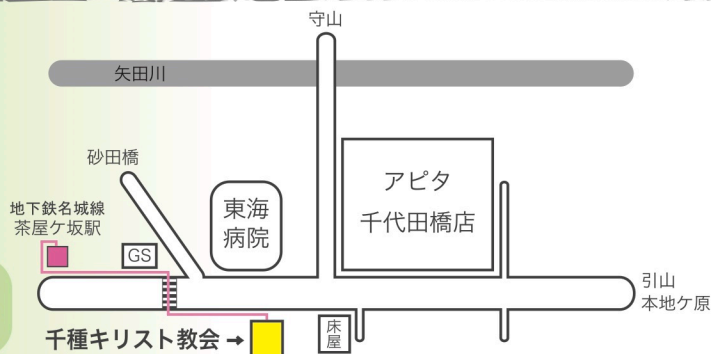 守山
矢田川
砂田橋
アピタ
千代田橋店
東海
病院
地下鉄名城線
茶屋ケ坂駅
GS
引山
本地ケ原
千種キリスト教会→
床
屋